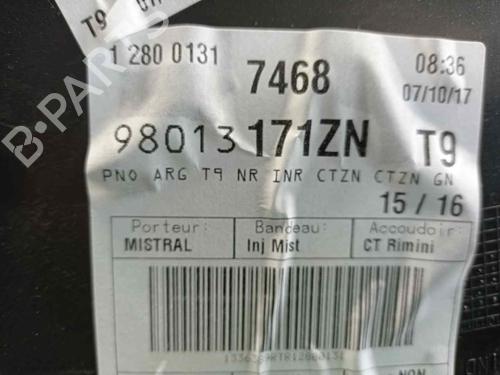 T9
1 280 0131
7468
08:36
07/10/17
98013171ZN T9
PNO ARG T9 NR INR CTZN CTZN GN
15 / 16
Porteur:
MISTRAL
Bandeau:
Inj Mist
Accoudoir:
CT Rimini
NON